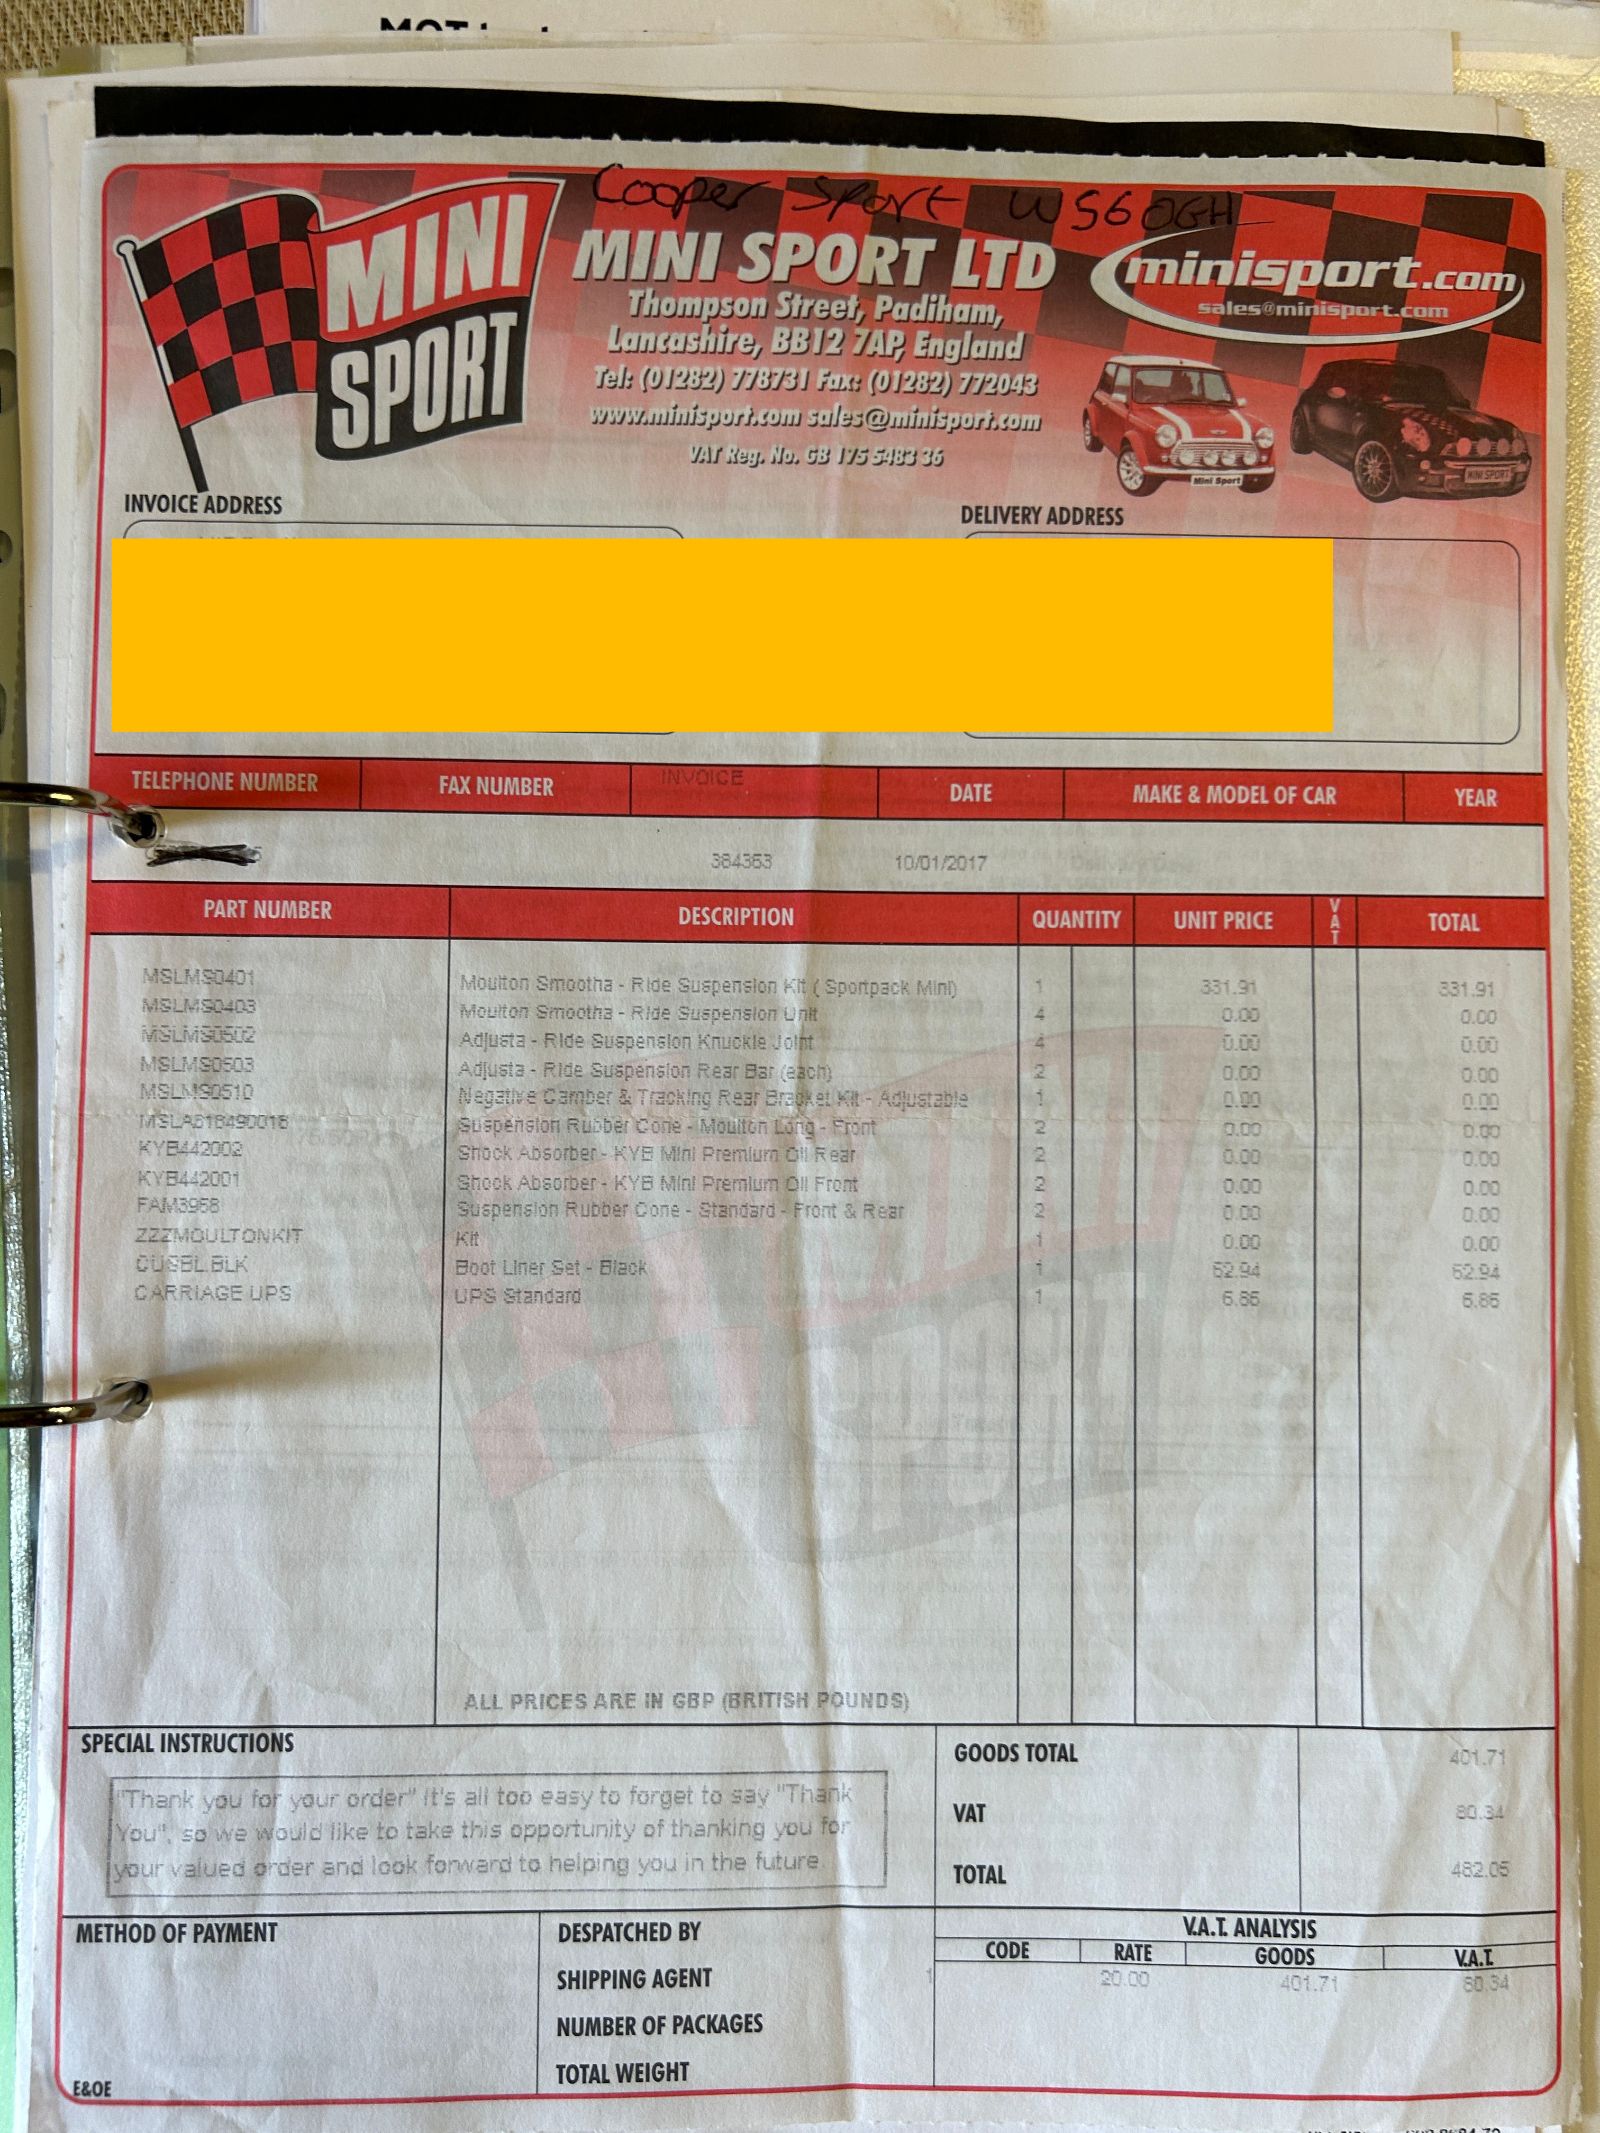 Cooper Sport WS60GH
MINI
SPORT
MINI SPORT LTD
Thompson Street, Padiham,
Lancashire, BB12 7AP, England
Tel: (01282) 778731 Fax: (01282) 772043
www.minisport.com sales@minisport.com
VAT Reg. No. GB 175 5483 36
minisport.com
sales@minisport.com
Mini Sport
MINI SPORT
INVOICE ADDRESS
DELIVERY ADDRESS
TELEPHONE NUMBER FAX NUMBER INVOICE DATE MAKE & MODEL OF CAR YEAR
384363 10/01/2017
PART NUMBER DESCRIPTION QUANTITY UNIT PRICE VAT TOTAL
MSLMS0401 Moulton Smootha - Ride Suspension Kit ( Sportpack Mini) 1 331.91 331.91
MSLMS0403 Moulton Smootha - Ride Suspension Unit 4 0.00 0.00
MSLMS0502 Adjusta - Ride Suspension Knuckle Joint 4 0.00 0.00
MSLMS0503 Adjusta - Ride Suspension Rear Bar (each) 2 0.00 0.00
MSLMS0510 Negative Camber & Tracking Rear Bracket Kit - Adjustable 1 0.00 0.00
Suspension Rubber Cone - Moulton Long - Front 2 0.00 0.00
KYB442002 Shock Absorber - KYB Mini Premium Oil Rear 2 0.00 0.00
KYB442001 Shock Absorber - KYB Mini Premium Oil Front 2 0.00 0.00
FAM3968 Suspension Rubber Cone - Standard - Front & Rear 2 0.00 0.00
ZZZMOULTONKIT Kit 1 0.00 0.00
Boot Liner Set - Black 1 62.94 62.94
CARRIAGE UPS UPS Standard 1 6.86 6.86
ALL PRICES ARE IN GBP (BRITISH POUNDS)
SPECIAL INSTRUCTIONS
"Thank you for your order" It's all too easy to forget to say "Thank
You", so we would like to take this opportunity of thanking you for
your valued order and look forward to helping you in the future.
GOODS TOTAL 401.71
VAT 80.34
TOTAL 482.05
METHOD OF PAYMENT
DESPATCHED BY
SHIPPING AGENT
NUMBER OF PACKAGES
TOTAL WEIGHT
V.A.T. ANALYSIS
CODE RATE GOODS V.A.T.
1 20.00 401.71 80.34
E&OE